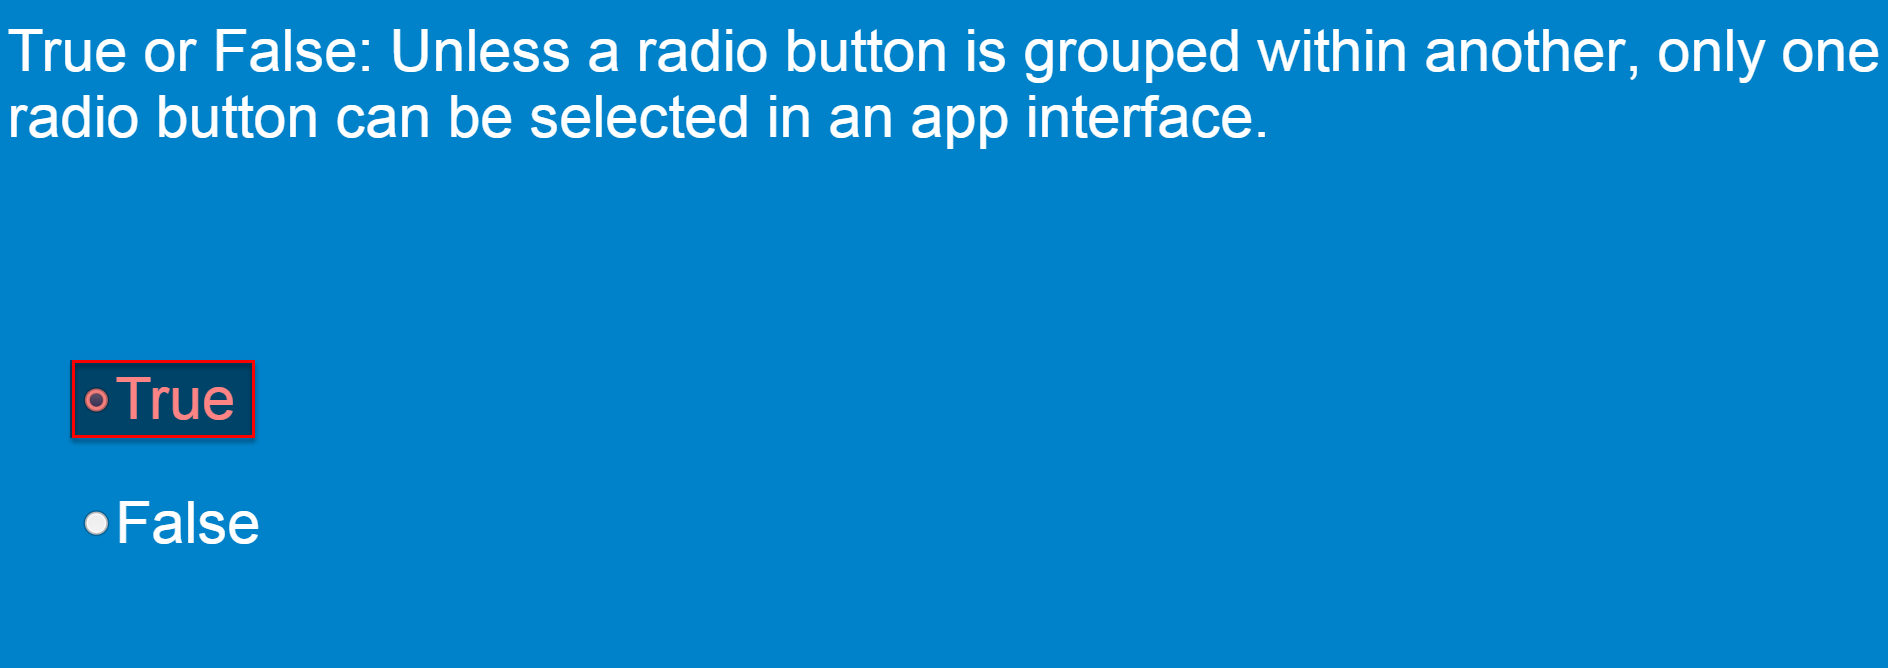 True or False: Unless a radio button is grouped within another, only one
radio button can be selected in an app interface.
True
False